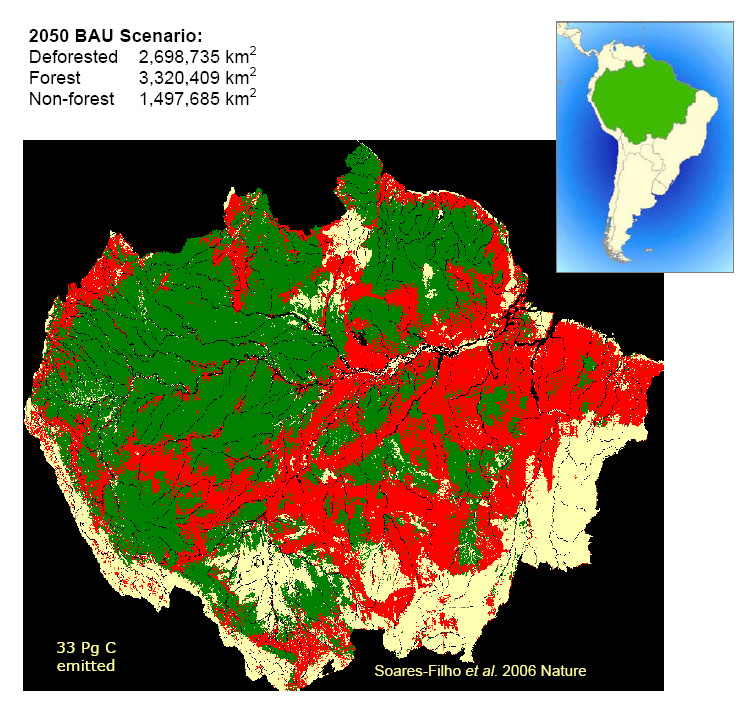 2050 BAU Scenario:
Deforested 2,698,735 km²
Forest 3,320,409 km²
Non-forest 1,497,685 km²
33 Pg C
emitted
Soares-Filho et al. 2006 Nature